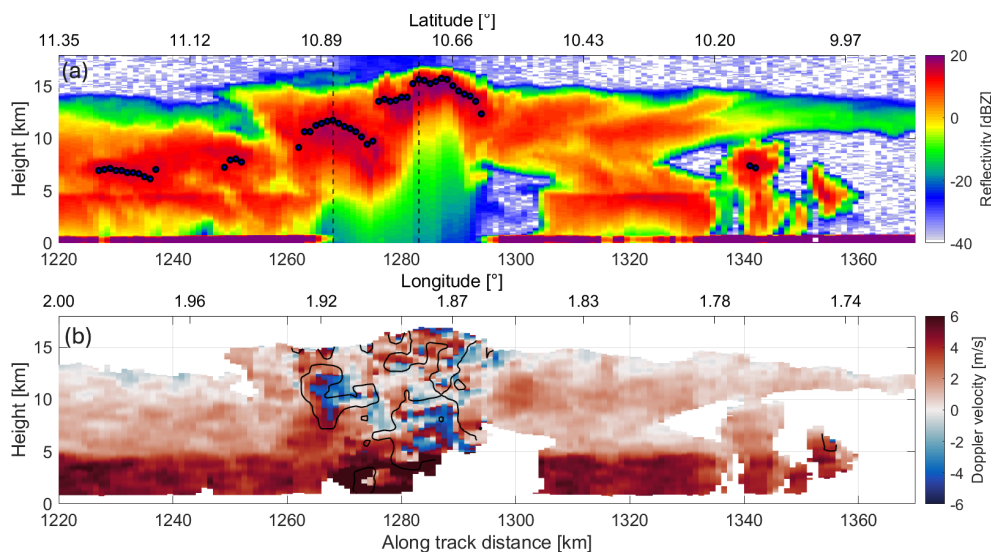 Latitude [°]
11.35 11.12 10.89 10.66 10.43 10.20 9.97
(a)
15
10
5
0
Height [km]
1220 1240 1260 1280 1300 1320 1340 1360
20
0
-20
-40
Reflectivity [dBZ]
Longitude [°]
2.00 1.96 1.92 1.87 1.83 1.78 1.74
(b)
15
10
5
0
Height [km]
1220 1240 1260 1280 1300 1320 1340 1360
Along track distance [km]
6
4
2
0
-2
-4
-6
Doppler velocity [m/s]